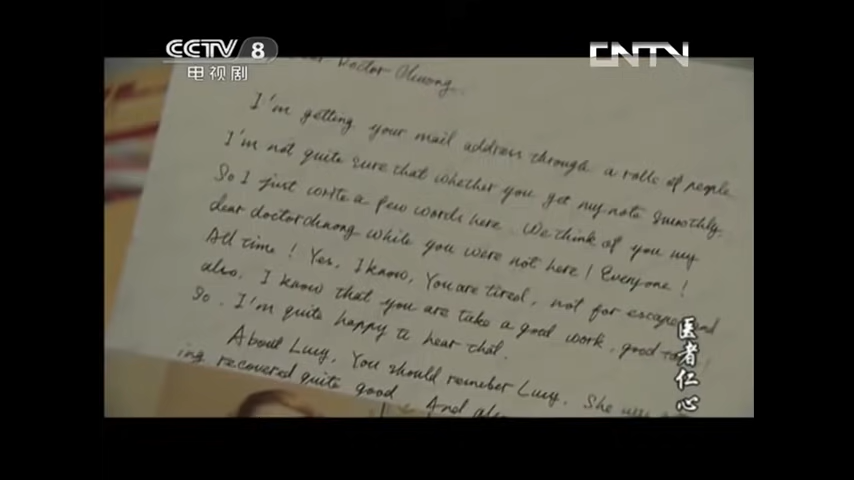 CCTV 8
电视剧
CNTV
Doctor
I'm getting your mail address through a rolls of people
I'm not quite sure that whether you get my note smoothly.
So I just write a few words here. We think of you my
dear doctor while you were not here! Everyone!
All time! Yes, I know, You are tired, not for escape, and
also, I know that you are take a good work, good
So, I'm quite happy to hear that.
About Lucy, You should remeber Lucy. She
ing recovered quite good. And also
医者仁心